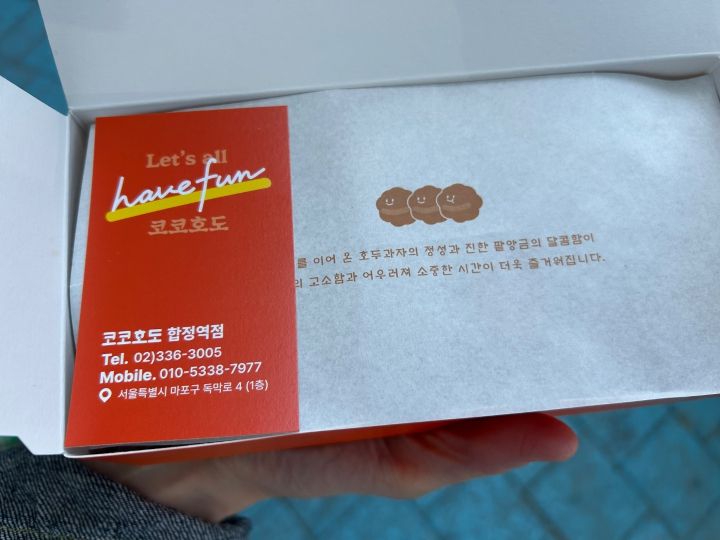 Let's all
have fun
코코호도
코코호도 합정역점
Tel. 02)336-3005
Mobile. 010-5338-7977
서울특별시 마포구 독막로 4 (1층)
를 이어 온 호두과자의 정성과 진한 팥앙금의 달콤함이
의 고소함과 어우러져 소중한 시간이 더욱 즐거워집니다.